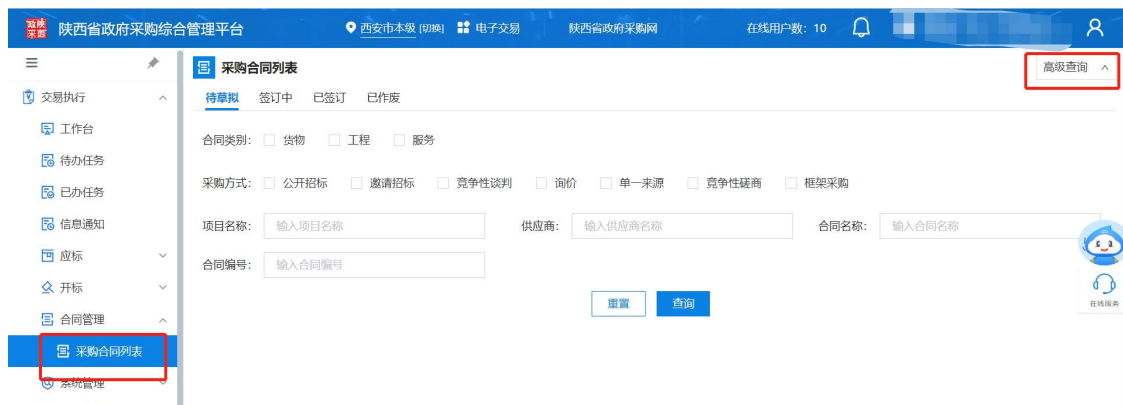 政采 陕西 陕西省政府采购综合管理平台 西安市本级 [切换] 电子交易 陕西省政府采购网 在线用户数：10
采购合同列表 高级查询
交易执行 待草拟 签订中 已签订 已作废
工作台
合同类别： 货物 工程 服务
待办任务
采购方式： 公开招标 邀请招标 竞争性谈判 询价 单一来源 竞争性磋商 框架采购
已办任务
信息通知 项目名称： 输入项目名称 供应商： 输入供应商名称 合同名称： 输入合同名称
应标
合同编号： 输入合同编号
开标
重置 查询 在线服务
合同管理
采购合同列表
系统管理